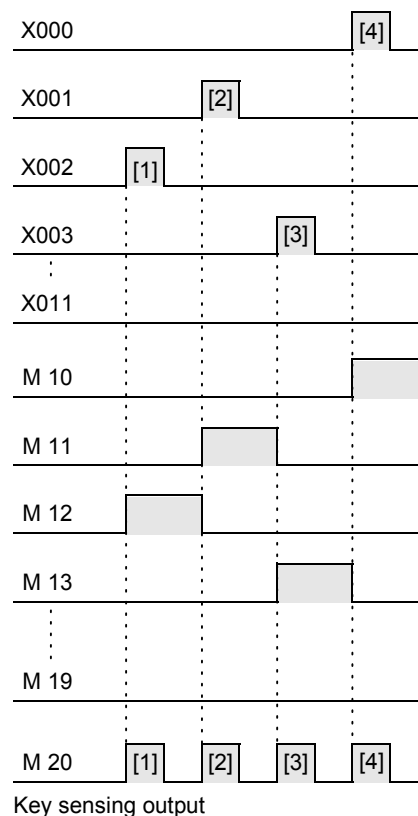 X000 [4]
X001 [2]
X002 [1]
X003 [3]
X011
M 10
M 11
M 12
M 13
M 19
M 20 [1] [2] [3] [4]
Key sensing output